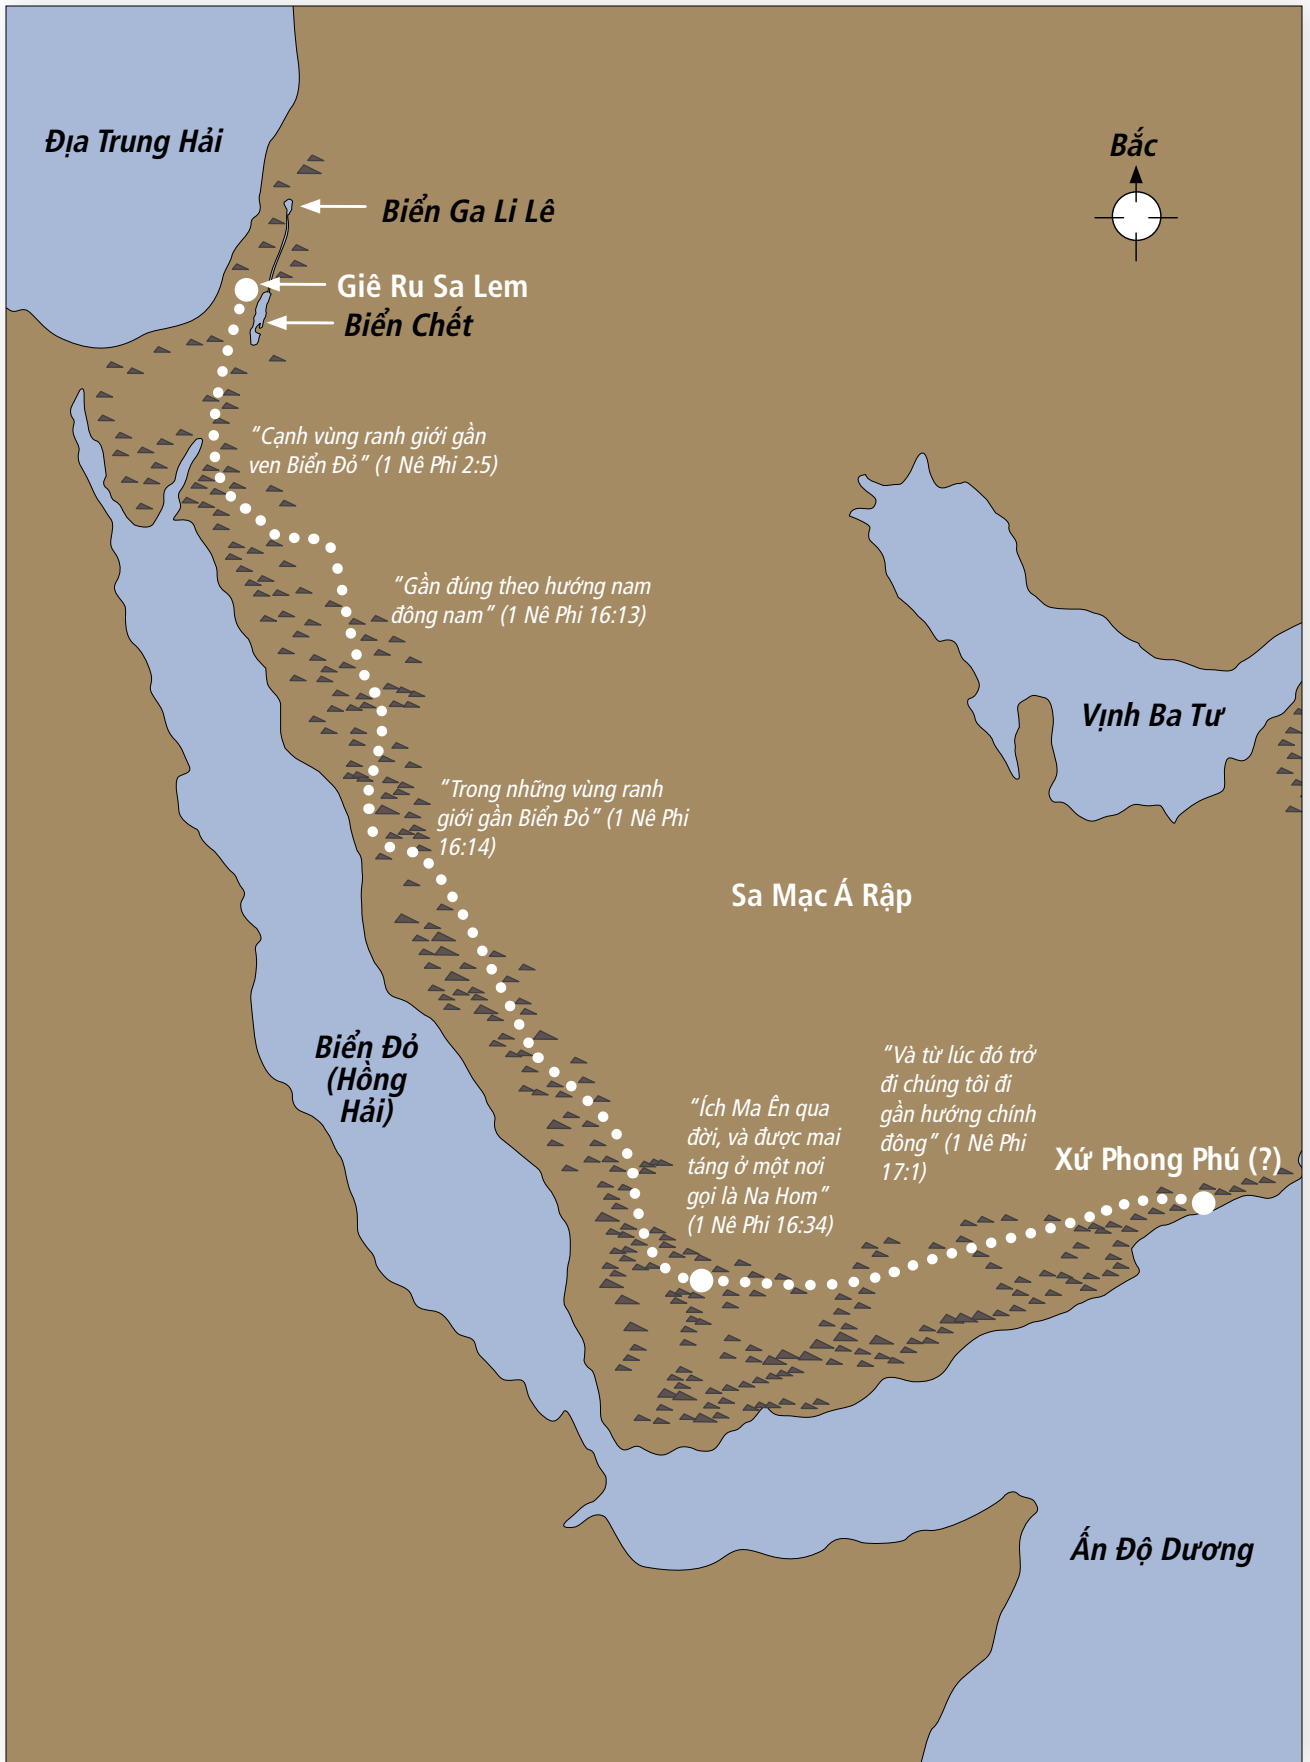 Địa Trung Hải
Bắc
Biển Ga Li Lê
Giê Ru Sa Lem
Biển Chết
“Cạnh vùng ranh giới gần
ven Biển Đỏ” (1 Nê Phi 2:5)
“Gần đúng theo hướng nam
đông nam” (1 Nê Phi 16:13)
Vịnh Ba Tư
“Trong những vùng ranh
giới gần Biển Đỏ” (1 Nê Phi
16:14)
Sa Mạc Á Rập
Biển Đỏ
(Hồng
Hải)
“Và từ lúc đó trở
đi chúng tôi đi
gần hướng chính
đông” (1 Nê Phi
17:1)
“Ích Ma Ên qua
đời, và được mai
táng ở một nơi
gọi là Na Hom”
(1 Nê Phi 16:34)
Xứ Phong Phú (?)
Ấn Độ Dương